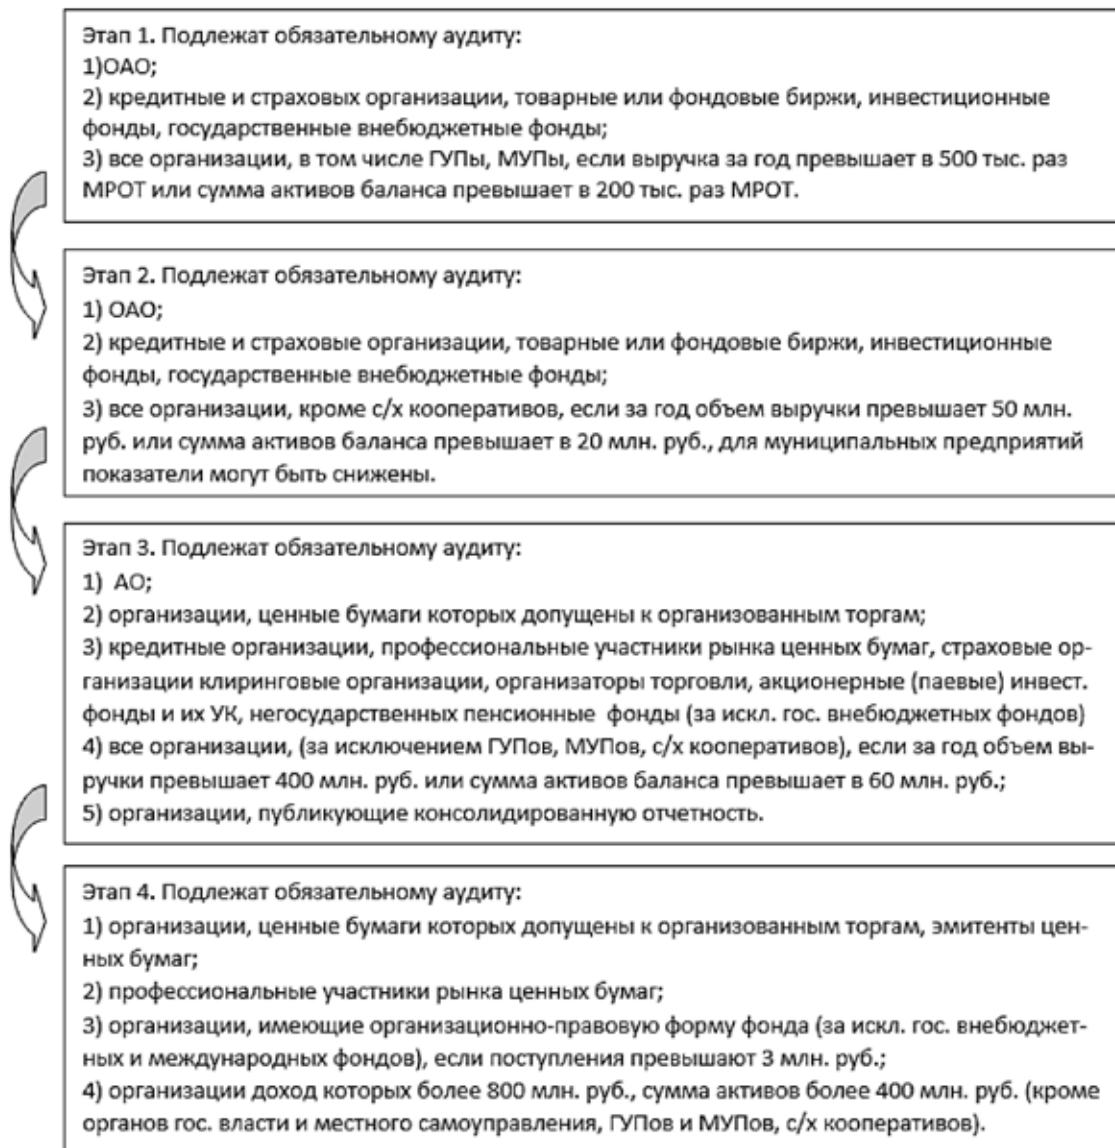 Этап 1. Подлежат обязательному аудиту:
1)ОАО;
2) кредитные и страховых организации, товарные или фондовые биржи, инвестиционные
фонды, государственные внебюджетные фонды;
3) все организации, в том числе ГУПы, МУПы, если выручка за год превышает в 500 тыс. раз
МРОТ или сумма активов баланса превышает в 200 тыс. раз МРОТ.
Этап 2. Подлежат обязательному аудиту:
1) ОАО;
2) кредитные и страховые организации, товарные или фондовые биржи, инвестиционные
фонды, государственные внебюджетные фонды;
3) все организации, кроме с/х кооперативов, если за год объем выручки превышает 50 млн.
руб. или сумма активов баланса превышает в 20 млн. руб., для муниципальных предприятий
показатели могут быть снижены.
Этап 3. Подлежат обязательному аудиту:
1) АО;
2) организации, ценные бумаги которых допущены к организованным торгам;
3) кредитные организации, профессиональные участники рынка ценных бумаг, страховые ор-
ганизации клиринговые организации, организаторы торговли, акционерные (паевые) инвест.
фонды и их УК, негосударственных пенсионные фонды (за искл. гос. внебюджетных фондов)
4) все организации, (за исключением ГУПов, МУПов, с/х кооперативов), если за год объем вы-
ручки превышает 400 млн. руб. или сумма активов баланса превышает в 60 млн. руб.;
5) организации, публикующие консолидированную отчетность.
Этап 4. Подлежат обязательному аудиту:
1) организации, ценные бумаги которых допущены к организованным торгам, эмитенты цен-
ных бумаг;
2) профессиональные участники рынка ценных бумаг;
3) организации, имеющие организационно-правовую форму фонда (за искл. гос. внебюджет-
ных и международных фондов), если поступления превышают 3 млн. руб.;
4) организации доход которых более 800 млн. руб., сумма активов более 400 млн. руб. (кроме
органов гос. власти и местного самоуправления, ГУПов и МУПов, с/х кооперативов).